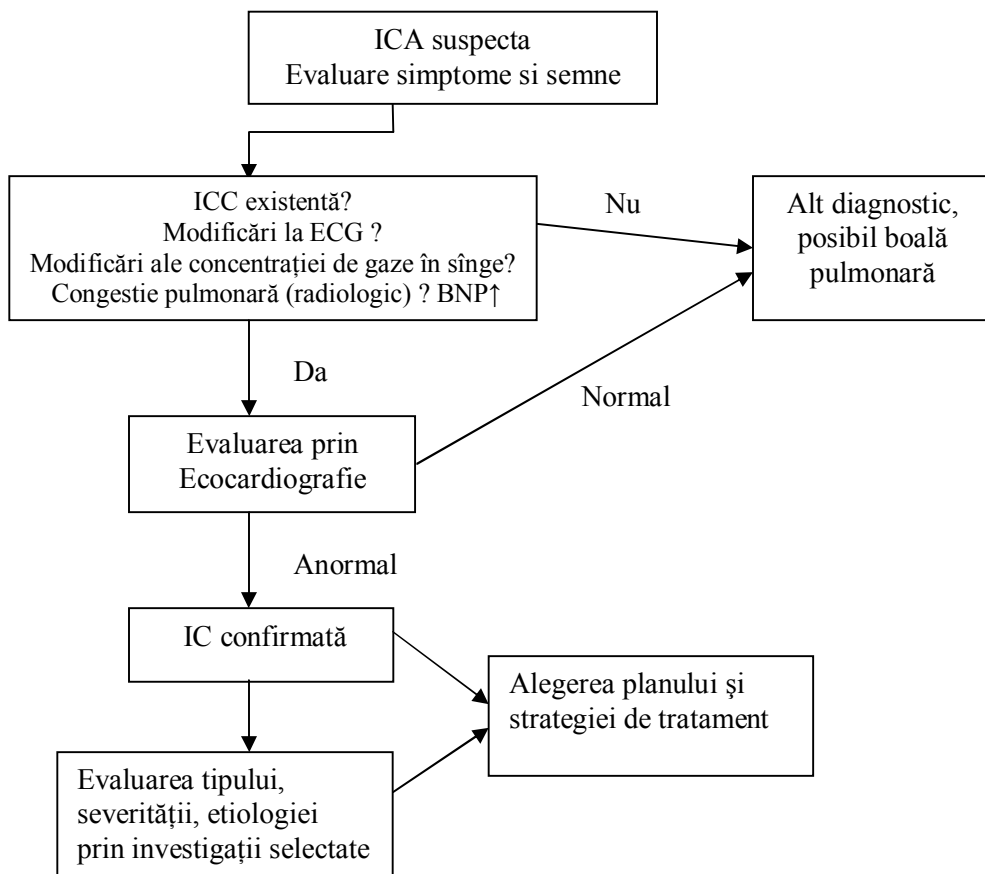 ICA suspecta
Evaluare simptome si semne
ICC existentă?
Modificări la ECG ?
Modificări ale concentrației de gaze în sînge?
Congestie pulmonară (radiologic) ? BNP↑
Nu
Alt diagnostic,
posibil boală
pulmonară
Da
Normal
Evaluarea prin
Ecocardiografie
Anormal
IC confirmată
Alegerea planului şi
strategiei de tratament
Evaluarea tipului,
severității, etiologiei
prin investigații selectate